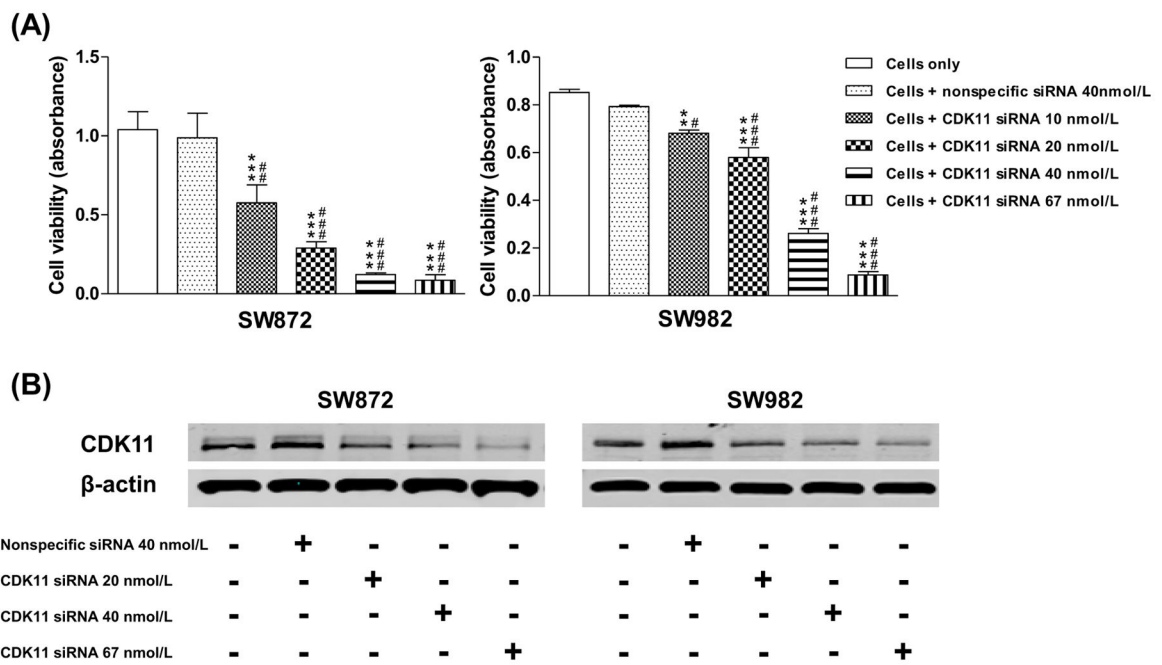 (A)
Cell viability (absorbance)
1.5
1.0
0.5
0.0
***
##
***
###
***
###
***
###
SW872
Cell viability (absorbance)
1.0
0.8
0.6
0.4
0.2
0.0
**
#
***
###
***
###
***
###
SW982
Cells only
Cells + nonspecific siRNA 40nmol/L
Cells + CDK11 siRNA 10 nmol/L
Cells + CDK11 siRNA 20 nmol/L
Cells + CDK11 siRNA 40 nmol/L
Cells + CDK11 siRNA 67 nmol/L
(B)
SW872 SW982
CDK11
β-actin
Nonspecific siRNA 40 nmol/L - + - - - - + - - -
CDK11 siRNA 20 nmol/L - - + - - - - + - -
CDK11 siRNA 40 nmol/L - - - + - - - - + -
CDK11 siRNA 67 nmol/L - - - - + - - - - +